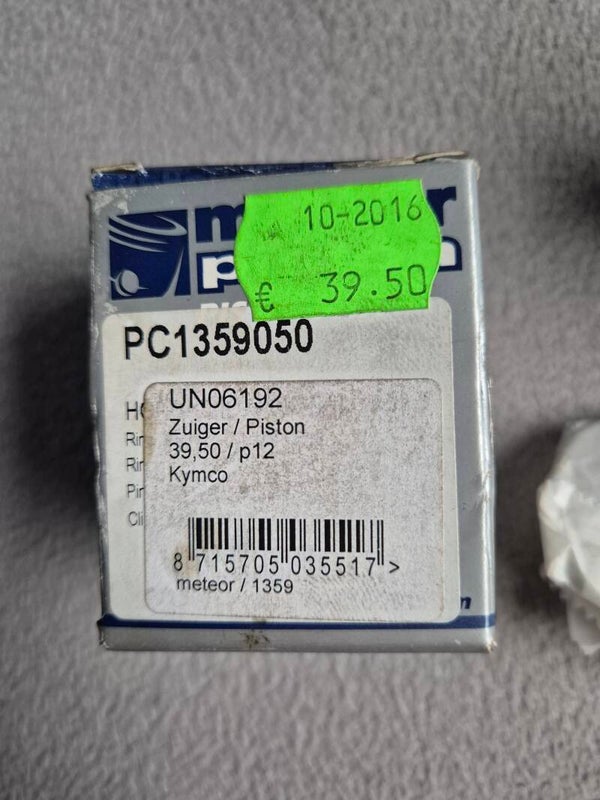 10-2016
€ 39.50
PC1359050
UN06192
Zuiger / Piston
39,50 / p12
Kymco
8 715705 035517 >
meteor / 1359